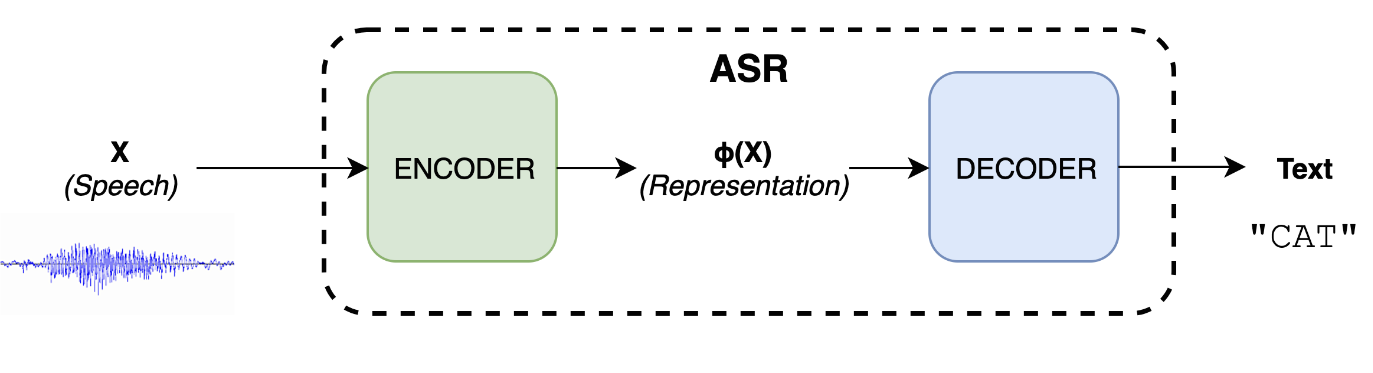 ASR
X
(Speech)
ENCODER
ϕ(X)
(Representation)
DECODER
Text
"CAT"